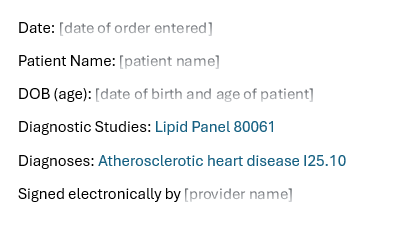 Date: [date of order entered]
Patient Name: [patient name]
DOB (age): [date of birth and age of patient]
Diagnostic Studies: Lipid Panel 80061
Diagnoses: Atherosclerotic heart disease I25.10
Signed electronically by [provider name]